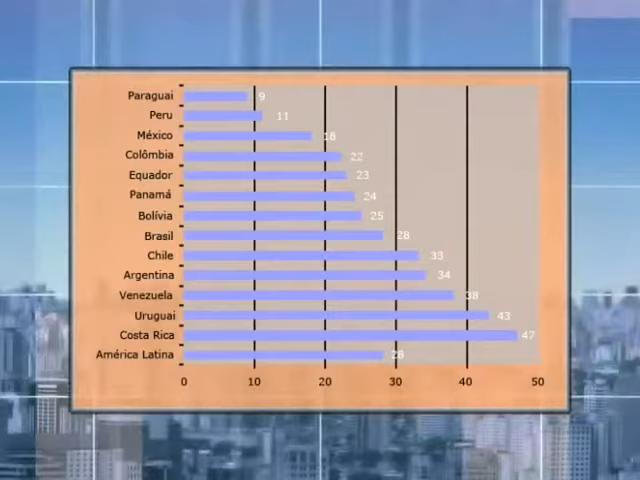 Paraguai 9
Peru 11
México 18
Colômbia 22
Equador 23
Panamá 24
Bolívia 25
Brasil 28
Chile 33
Argentina 34
Venezuela 38
Uruguai 43
Costa Rica 47
América Latina 28
0 10 20 30 40 50